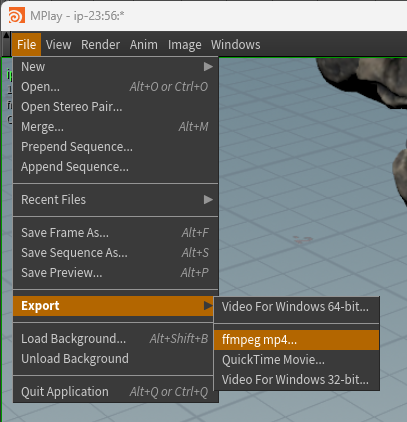 MPlay - ip-23:56:*
File View Render Anim Image Windows
New
Open... Alt+O or Ctrl+O
Open Stereo Pair...
Merge... Alt+M
Prepend Sequence...
Append Sequence...
Recent Files
Save Frame As... Alt+F
Save Sequence As... Alt+S
Save Preview... Alt+P
Export
Video For Windows 64-bit...
ffmpeg mp4...
QuickTime Movie...
Video For Windows 32-bit...
Load Background... Alt+Shift+B
Unload Background
Quit Application Alt+Q or Ctrl+Q